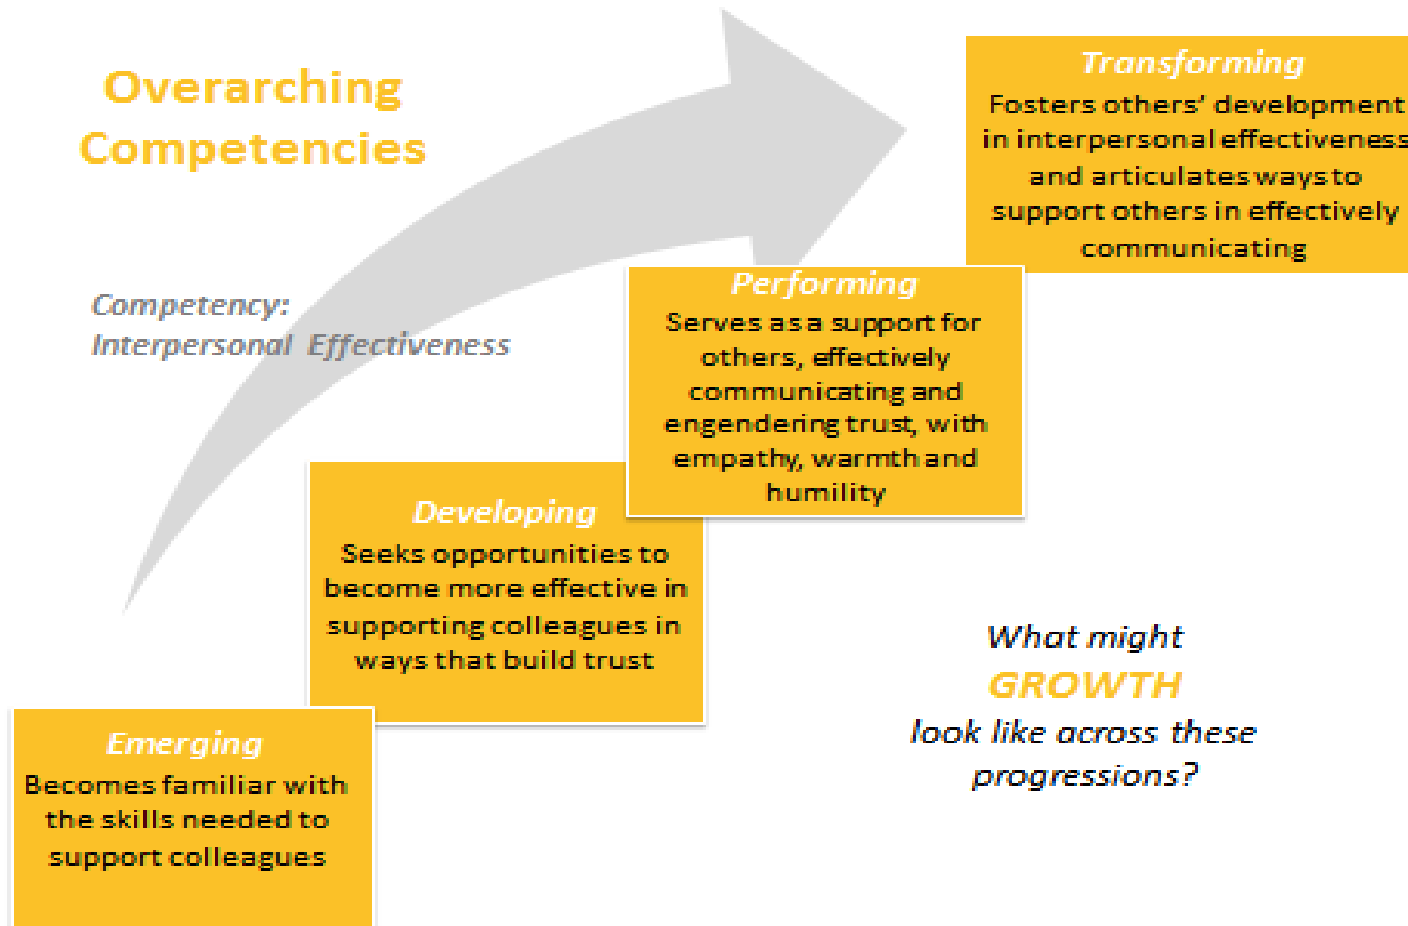 Overarching
Competencies
Competency:
Interpersonal Effectiveness
Transforming
Fosters others’ development
in interpersonal effectiveness
and articulates ways to
support others in effectively
communicating
Performing
Serves as a support for
others, effectively
communicating and
engendering trust, with
empathy, warmth and
humility
Developing
Seeks opportunities to
become more effective in
supporting colleagues in
ways that build trust
Emerging
Becomes familiar with
the skills needed to
support colleagues
What might
GROWTH
look like across these
progressions?